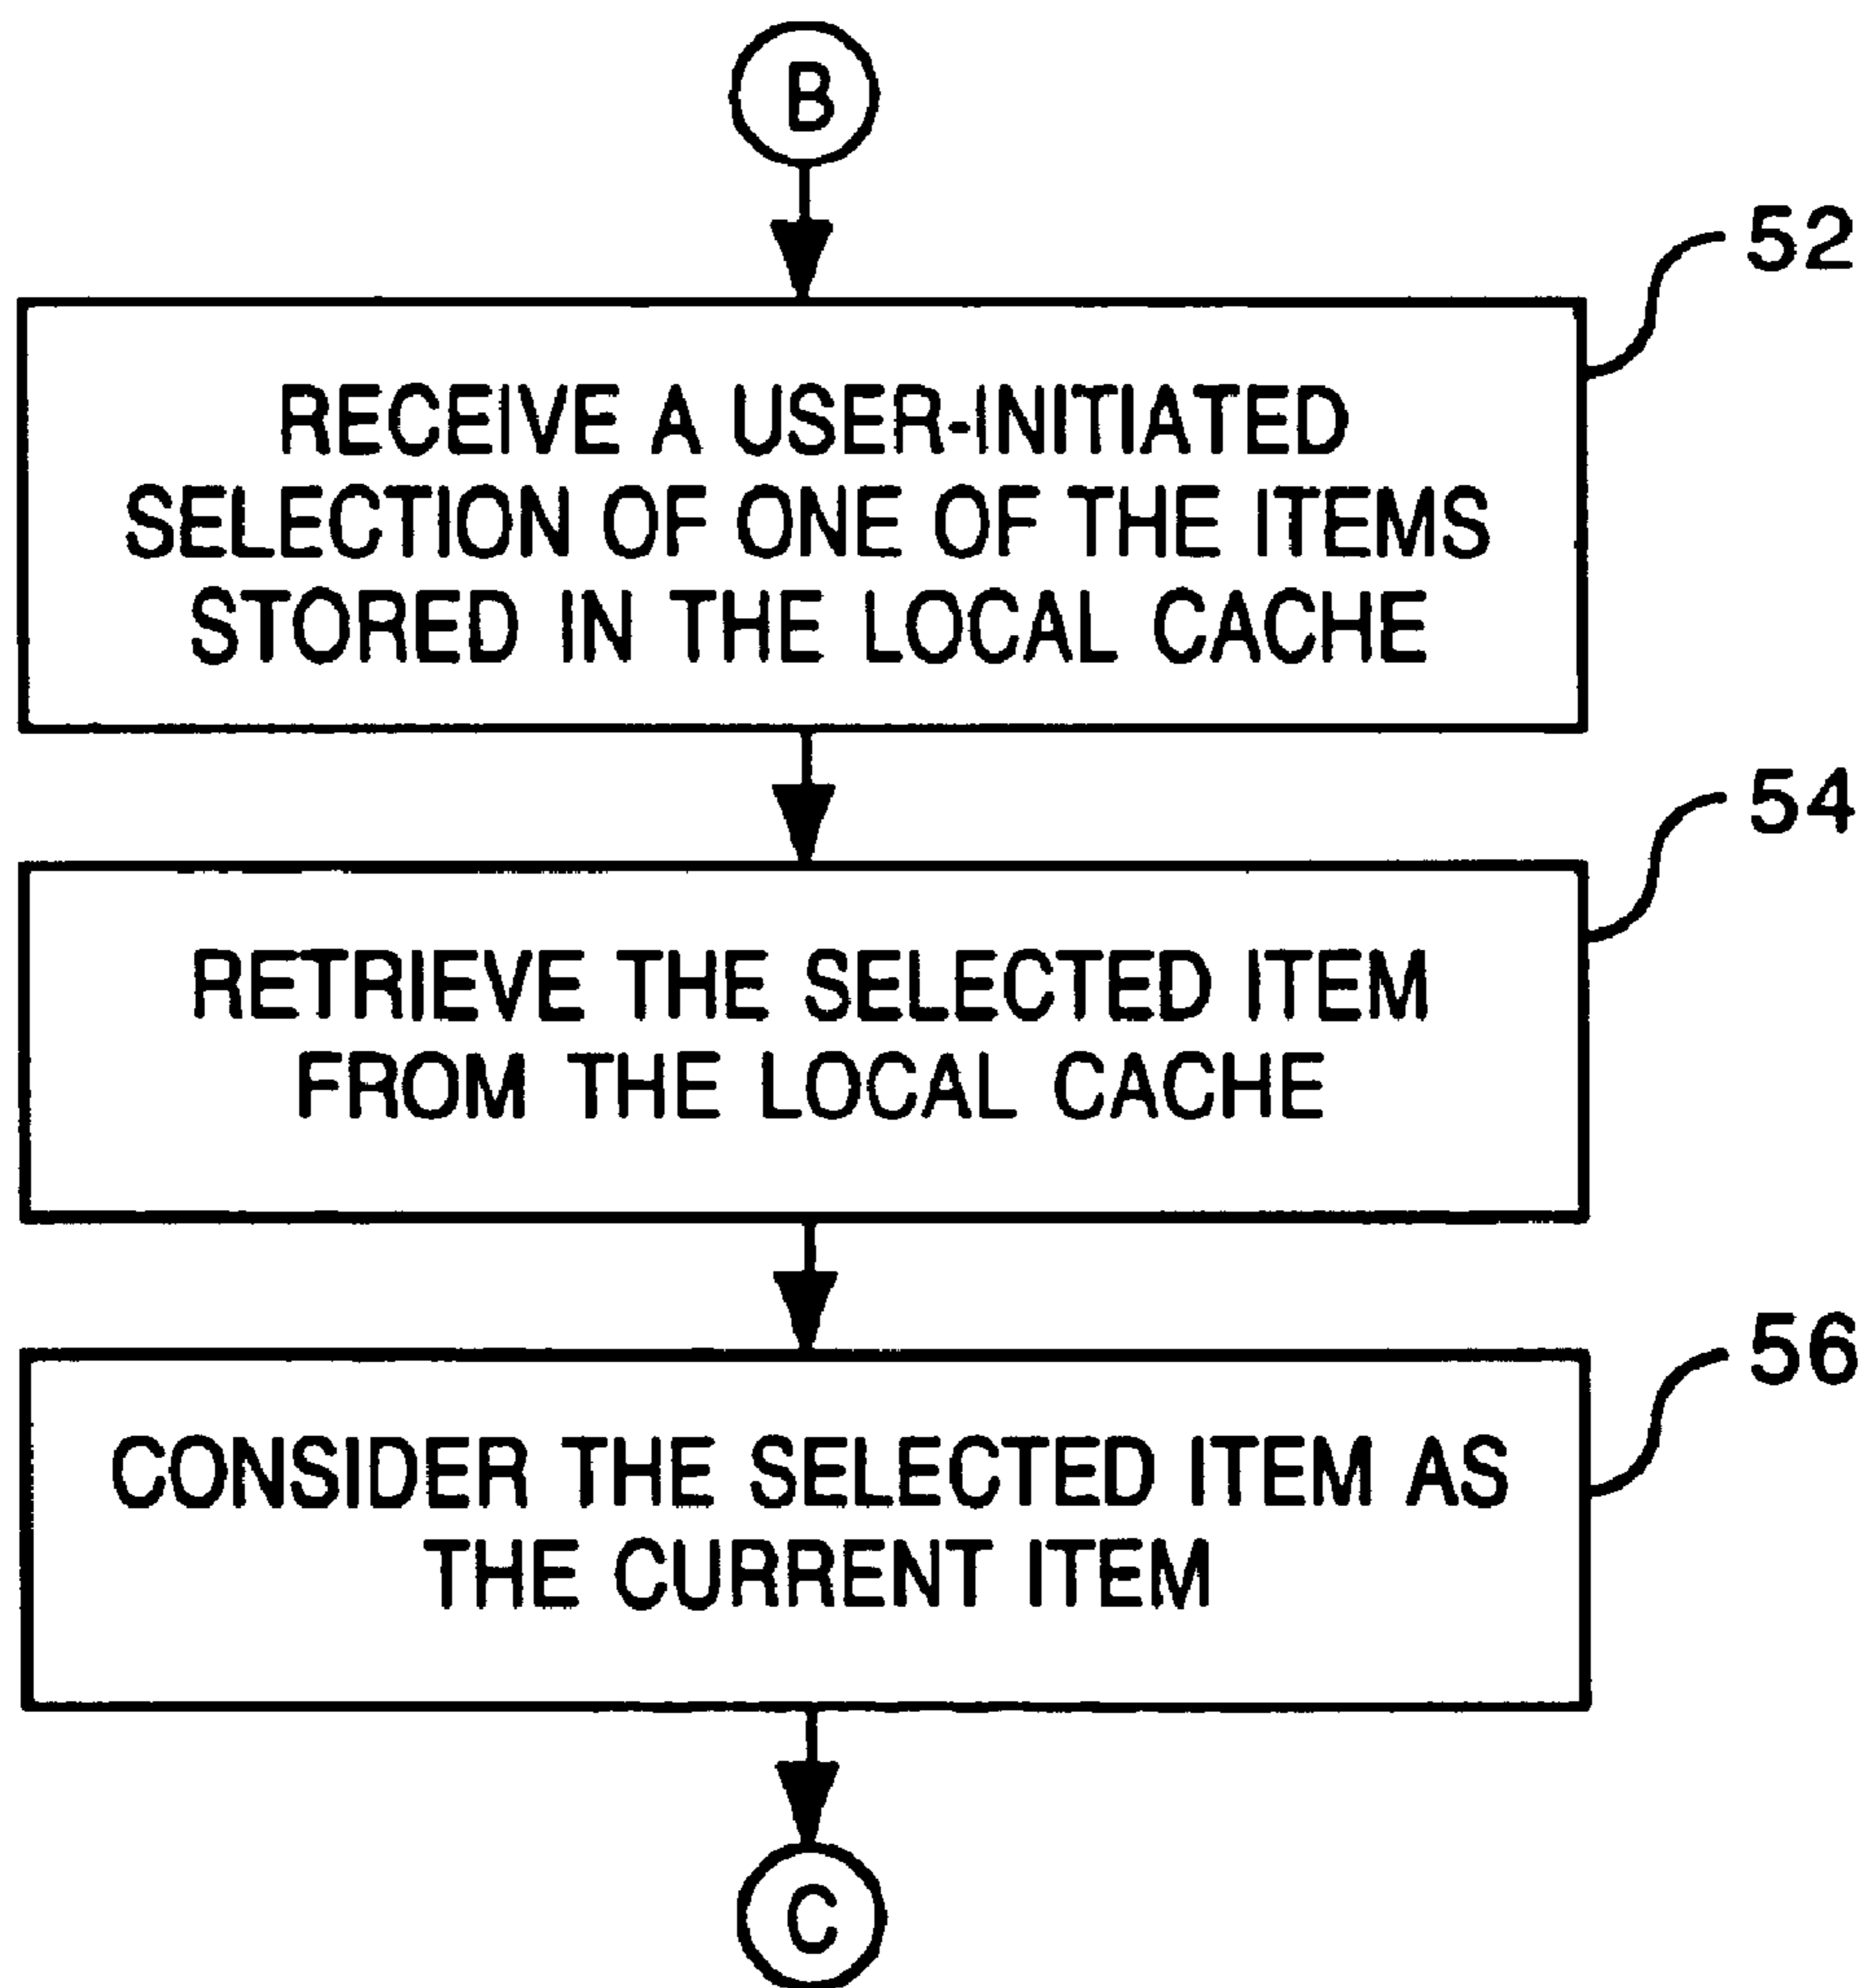 B
52
RECEIVE A USER-INITIATED
SELECTION OF ONE OF THE ITEMS
STORED IN THE LOCAL CACHE
54
RETRIEVE THE SELECTED ITEM
FROM THE LOCAL CACHE
56
CONSIDER THE SELECTED ITEM AS
THE CURRENT ITEM
C